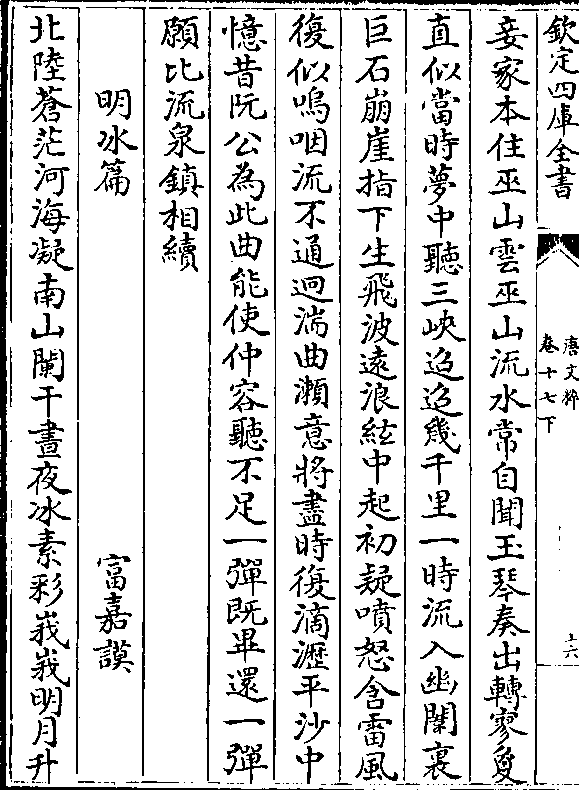 欽定四庫全書
唐文粹
卷十七下
十六
妾家本住巫山雲巫山流水常自聞玉琴奏出轉寥夐
直似當時夢中聽三峽迢迢幾千里一時流入幽閨裏
巨石崩崖指下生飛波遠浪絃中起初疑噴怒含雷風
復似嗚咽流不通迴湍曲瀨意將盡時復滴瀝平沙中
憶昔阮公為此曲能使仲容聽不足一彈既畢還一彈
願比流泉鎮相續
明冰篇
富嘉謨
北陸蒼茫河海凝南山闌干晝夜冰素彩峩峩明月升